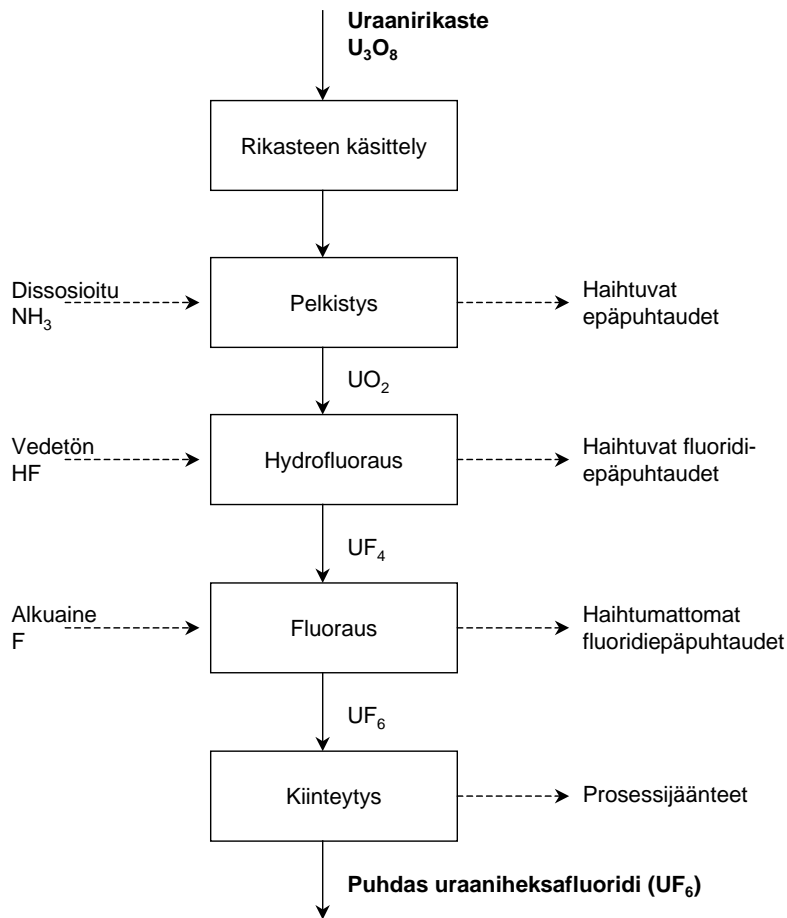 Uraanirikaste
U₃O₈
Rikasteen käsittely
Dissosioitu
NH₃
Pelkistys
Haihtuvat
epäpuhtaudet
UO₂
Vedetön
HF
Hydrofluoraus
Haihtuvat fluoridi-
epäpuhtaudet
UF₄
Alkuaine
F
Fluoraus
Haihtumattomat
fluoridiepäpuhtaudet
UF₆
Kiinteytys
Prosessijäänteet
Puhdas uraaniheksafluoridi (UF₆)